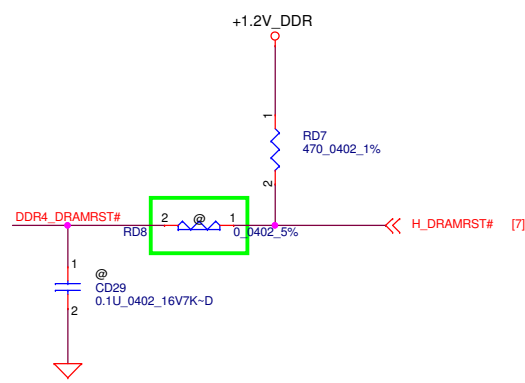 +1.2V_DDR
1
RD7
470_0402_1%
2
DDR4_DRAMRST#
2
@
1
H_DRAMRST# [7]
RD8
0_0402_5%
1
@
CD29
0.1U_0402_16V7K~D
2